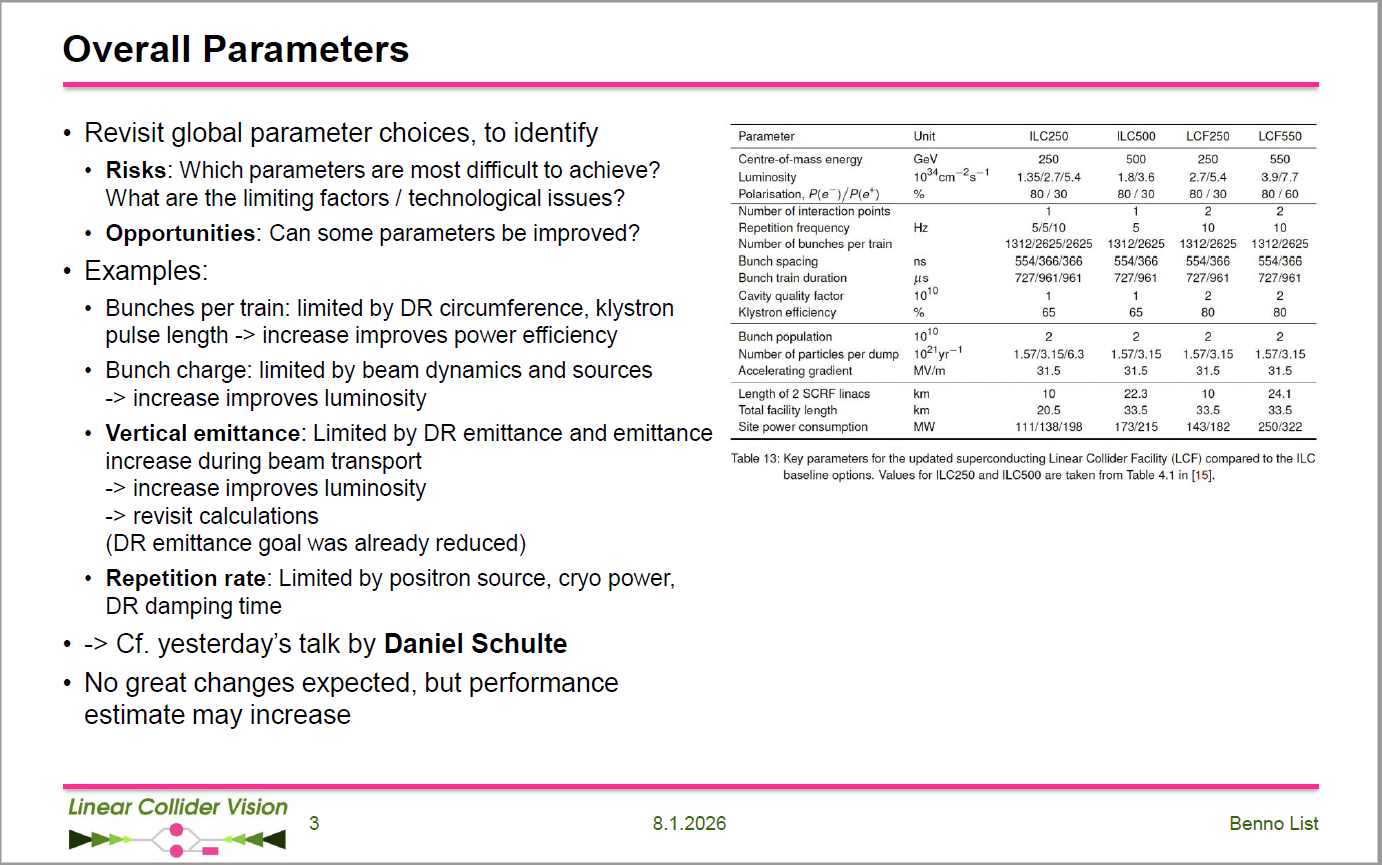 Overall Parameters
• Revisit global parameter choices, to identify
• Risks: Which parameters are most difficult to achieve?
What are the limiting factors / technological issues?
• Opportunities: Can some parameters be improved?
• Examples:
• Bunches per train: limited by DR circumference, klystron
pulse length -> increase improves power efficiency
• Bunch charge: limited by beam dynamics and sources
-> increase improves luminosity
• Vertical emittance: Limited by DR emittance and emittance
increase during beam transport
-> increase improves luminosity
-> revisit calculations
(DR emittance goal was already reduced)
• Repetition rate: Limited by positron source, cryo power,
DR damping time
• -> Cf. yesterday's talk by Daniel Schulte
• No great changes expected, but performance
estimate may increase
Parameter Unit ILC250 ILC500 LCF250 LCF550
Centre-of-mass energy GeV 250 500 250 550
Luminosity 10³⁴cm⁻²s⁻¹ 1.35/2.7/5.4 1.8/3.6 2.7/5.4 3.9/7.7
Polarisation, P(e⁻)/P(e⁺) % 80 / 30 80 / 30 80 / 30 80 / 60
Number of interaction points 1 1 2 2
Repetition frequency Hz 5/5/10 5 10 10
Number of bunches per train 1312/2625/2625 1312/2625 1312/2625 1312/2625
Bunch spacing ns 554/366/366 554/366 554/366 554/366
Bunch train duration μs 727/961/961 727/961 727/961 727/961
Cavity quality factor 10¹⁰ 1 1 2 2
Klystron efficiency % 65 65 80 80
Bunch population 10¹⁰ 2 2 2 2
Number of particles per dump 10²¹yr⁻¹ 1.57/3.15/6.3 1.57/3.15 1.57/3.15 1.57/3.15
Accelerating gradient MV/m 31.5 31.5 31.5 31.5
Length of 2 SCRF linacs km 10 22.3 10 24.1
Total facility length km 20.5 33.5 33.5 33.5
Site power consumption MW 111/138/198 173/215 143/182 250/322
Table 13: Key parameters for the updated superconducting Linear Collider Facility (LCF) compared to the ILC
baseline options. Values for ILC250 and ILC500 are taken from Table 4.1 in [15].
Linear Collider Vision
3
8.1.2026
Benno List